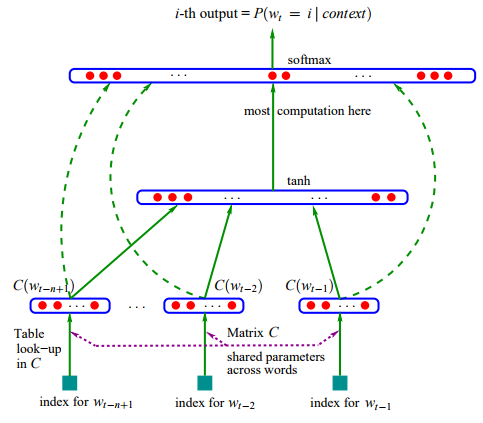 i-th output = P(w_t = i | context)
softmax
. . .
. . .
most computation here
tanh
. . .
. . .
C(w_{t−n+1})
C(w_{t−2})
C(w_{t−1})
. . .
. . .
. . .
. . .
Table
look−up
in C
Matrix C
shared parameters
across words
index for w_{t−n+1}
index for w_{t−2}
index for w_{t−1}